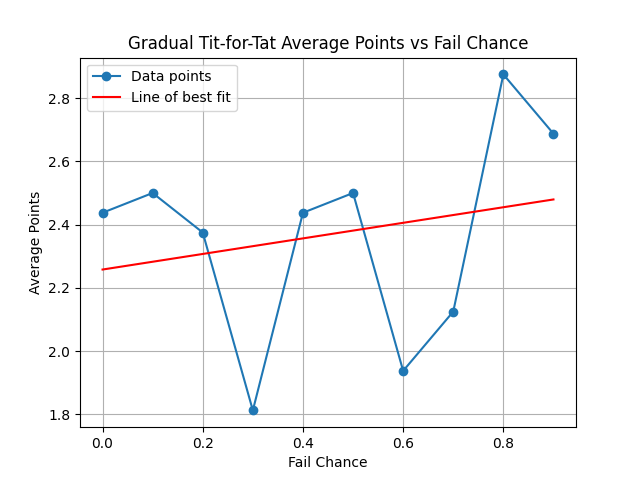 Gradual Tit-for-Tat Average Points vs Fail Chance
Data points
Line of best fit
Average Points
2.8
2.6
2.4
2.2
2.0
1.8
0.0 0.2 0.4 0.6 0.8
Fail Chance